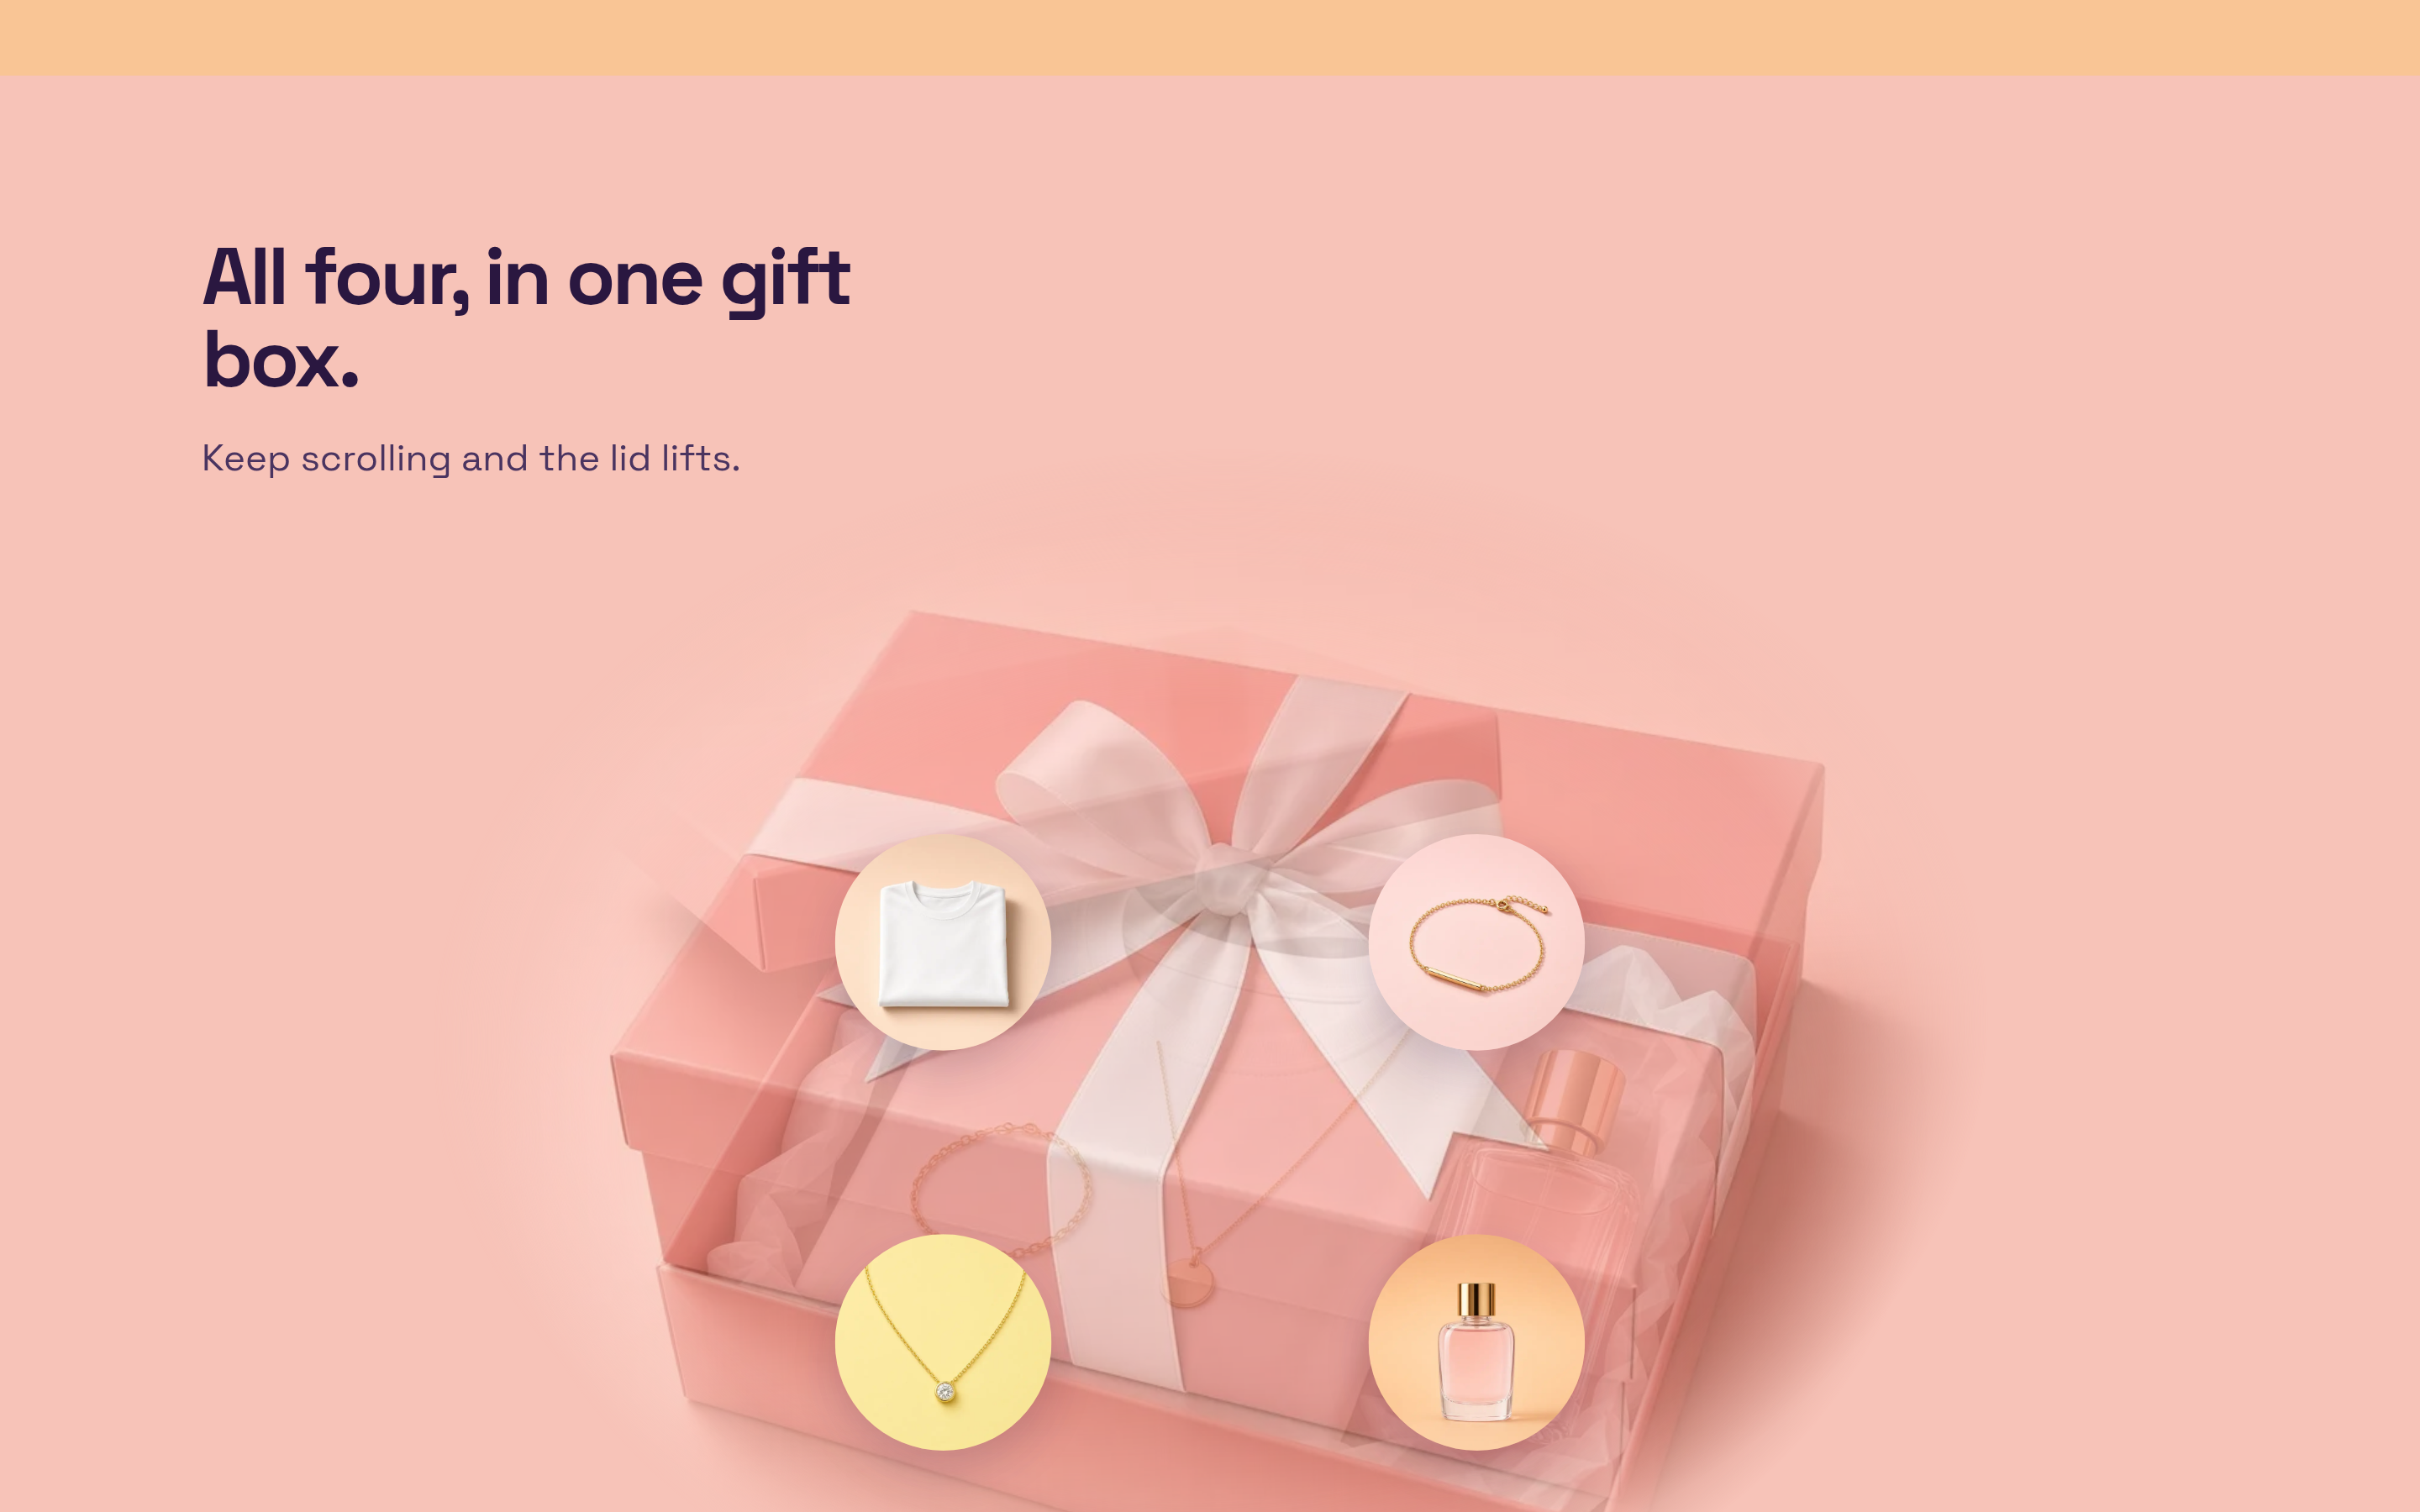 All four, in one gift
box.
Keep scrolling and the lid lifts.